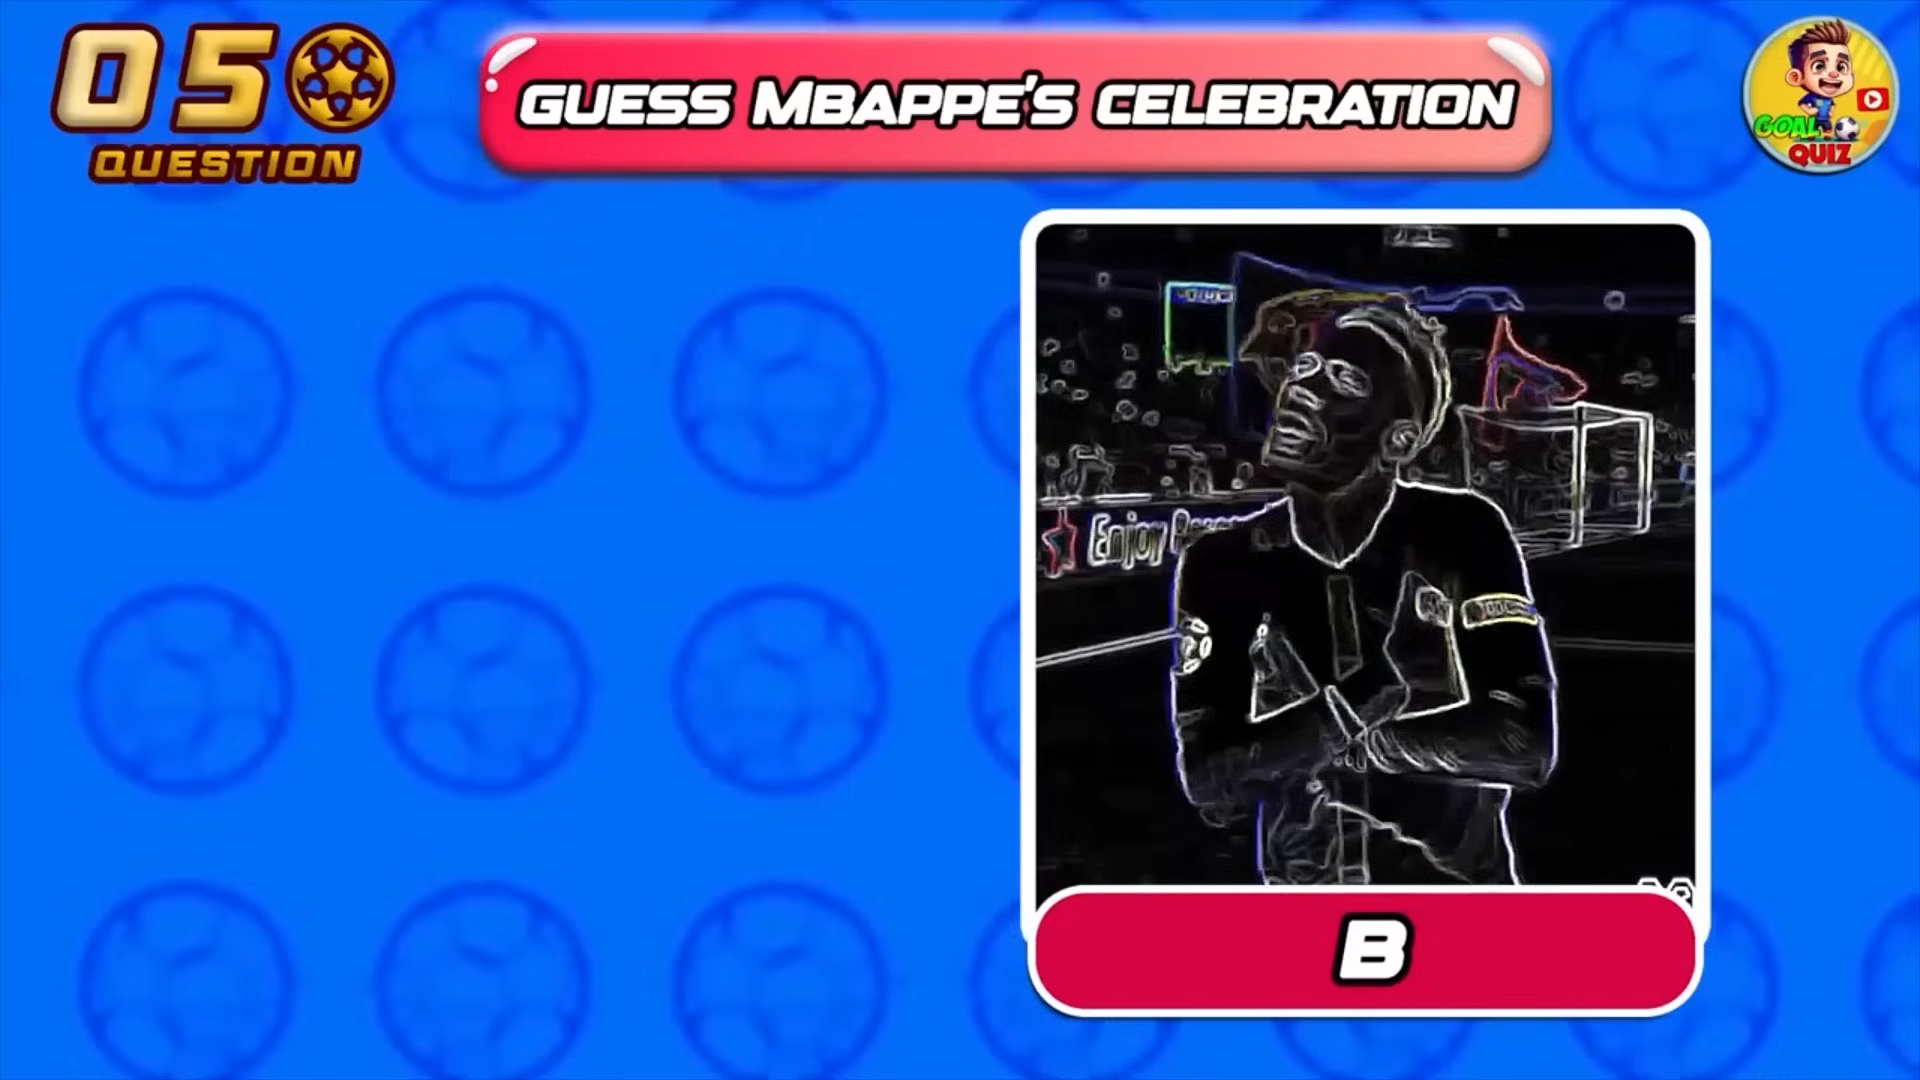 05
QUESTION
GUESS MBAPPE'S CELEBRATION
GOAL
QUIZ
Enjoy
B